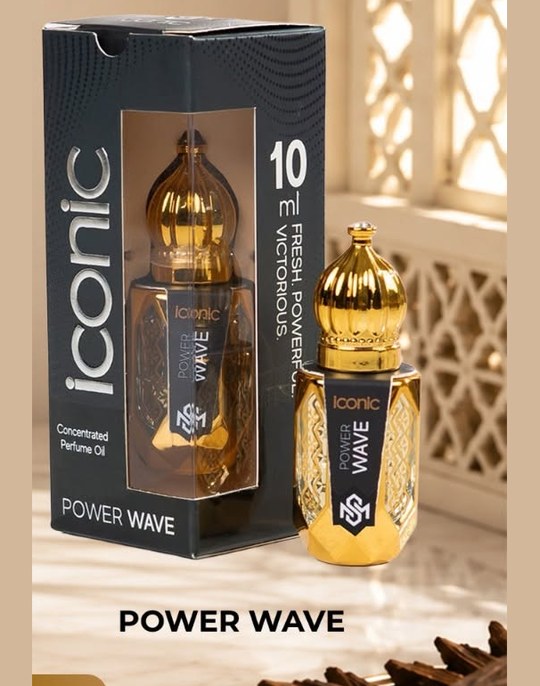 iconic
Concentrated
Perfume Oil
POWER WAVE
10
ml
FRESH. POWERFUL.
VICTORIOUS.
iconic
POWER
WAVE
iconic
POWER
WAVE
POWER WAVE